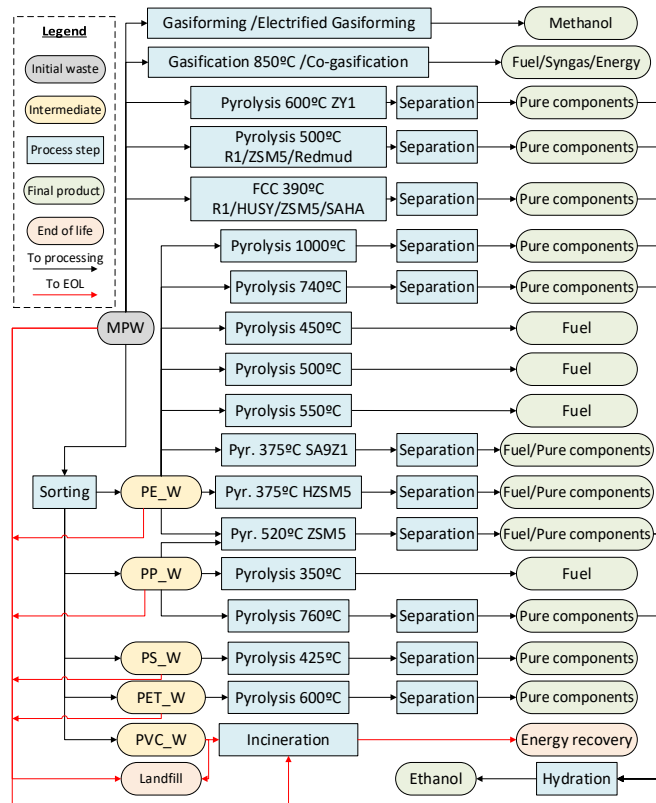 Legend
Initial waste
Intermediate
Process step
Final product
End of life
To processing
To EOL
Gasiforming /Electrified Gasiforming
Methanol
Gasification 850ºC /Co-gasification
Fuel/Syngas/Energy
Pyrolysis 600ºC ZY1
Separation
Pure components
Pyrolysis 500ºC
R1/ZSM5/Redmud
Separation
Pure components
FCC 390ºC
R1/HUSY/ZSM5/SAHA
Separation
Pure components
Pyrolysis 1000ºC
Separation
Pure components
Pyrolysis 740ºC
Separation
Pure components
MPW
Pyrolysis 450ºC
Fuel
Pyrolysis 500ºC
Fuel
Pyrolysis 550ºC
Fuel
Pyr. 375ºC SA9Z1
Separation
Fuel/Pure components
Sorting
PE_W
Pyr. 375ºC HZSM5
Separation
Fuel/Pure components
Pyr. 520ºC ZSM5
Separation
Fuel/Pure components
PP_W
Pyrolysis 350ºC
Fuel
Pyrolysis 760ºC
Separation
Pure components
PS_W
Pyrolysis 425ºC
Separation
Pure components
PET_W
Pyrolysis 600ºC
Separation
Pure components
PVC_W
Incineration
Energy recovery
Landfill
Ethanol
Hydration